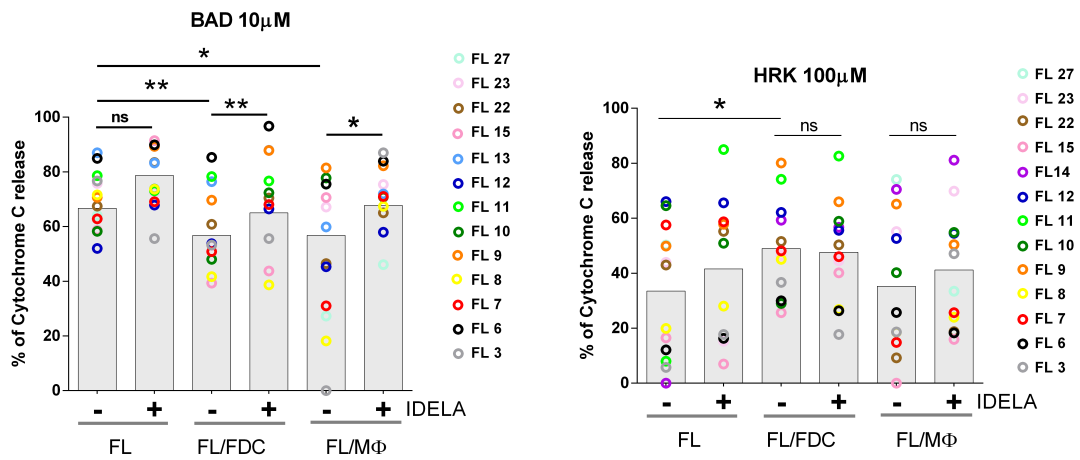 BAD 10μM
*
**
ns
**
*
% of Cytochrome C release
100
80
60
40
20
0
- + - + - + IDELA
FL FL/FDC FL/MΦ
FL 27
FL 23
FL 22
FL 15
FL 13
FL 12
FL 11
FL 10
FL 9
FL 8
FL 7
FL 6
FL 3
HRK 100μM
*
ns
ns
% of Cytochrome C release
100
80
60
40
20
0
- + - + - + IDELA
FL FL/FDC FL/MΦ
FL 27
FL 23
FL 22
FL 15
FL14
FL 12
FL 11
FL 10
FL 9
FL 8
FL 7
FL 6
FL 3